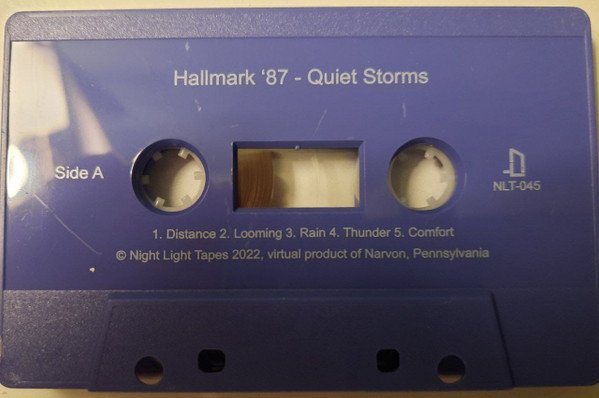 Hallmark ‘87 - Quiet Storms
Side A
NLT-045
1. Distance 2. Looming 3. Rain 4. Thunder 5. Comfort
© Night Light Tapes 2022, virtual product of Narvon, Pennsylvania